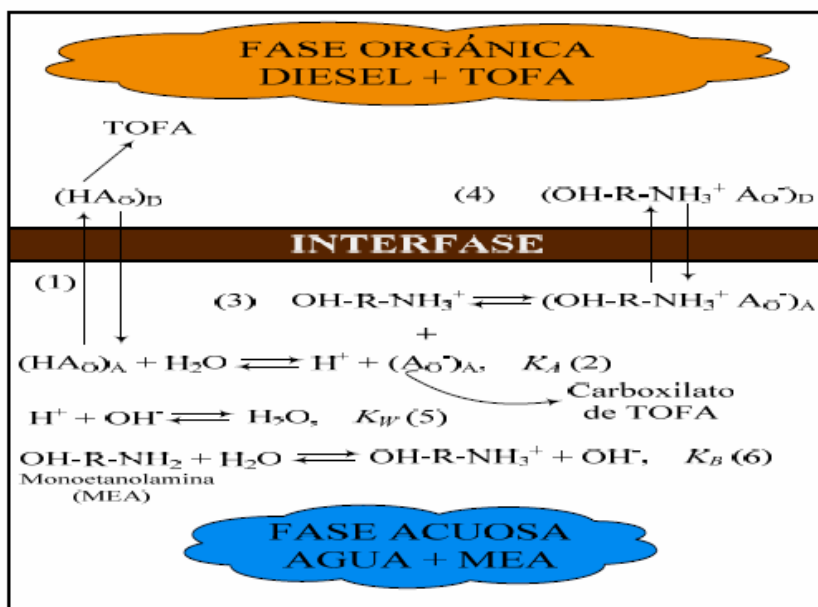 FASE ORGÁNICA
DIESEL + TOFA
TOFA
(HAo)D
(4) (OH-R-NH3+ Ao-)D
INTERFASE
(1)
(3) OH-R-NH3+ ⇌ (OH-R-NH3+ Ao-)A
+
(HAo)A + H2O ⇌ H+ + (Ao-)A, KA (2)
Carboxilato
de TOFA
H+ + OH- ⇌ H2O, KW (5)
OH-R-NH2 + H2O ⇌ OH-R-NH3+ + OH-, KB (6)
Monoetanolamina
(MEA)
FASE ACUOSA
AGUA + MEA